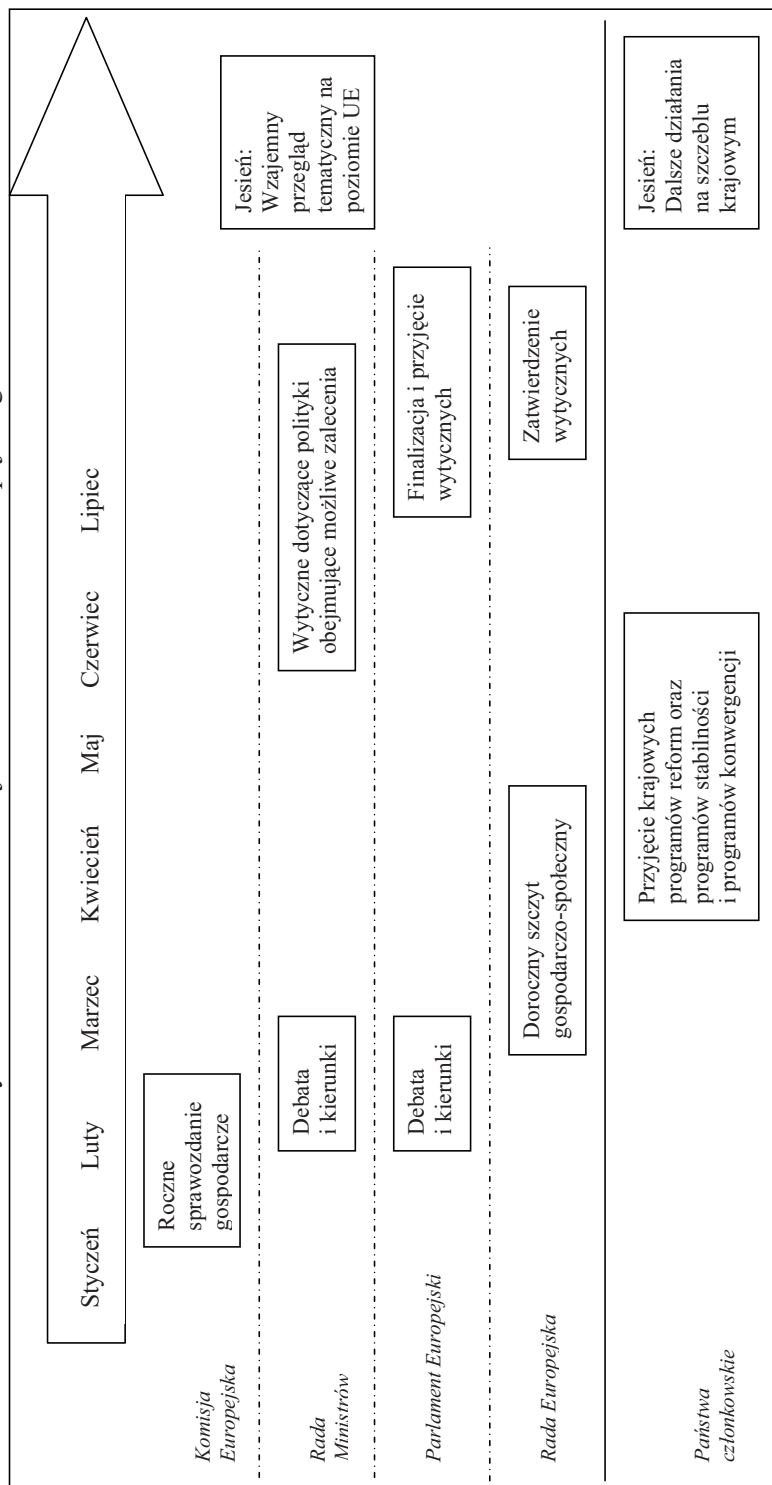 Styczeń Luty Marzec Kwiecień Maj Czerwiec Lipiec
Komisja
Europejska
Roczne
sprawozdanie
gospodarcze
Jesień:
Wzajemny
przegląd
tematyczny na
poziomie UE
Rada
Ministrów
Debata
i kierunki
Wytyczne dotyczące polityki
obejmujące możliwe zalecenia
Parlament Europejski
Debata
i kierunki
Finalizacja i przyjęcie
wytycznych
Rada Europejska
Doroczny szczyt
gospodarczo-społeczny
Zatwierdzenie
wytycznych
Państwa
członkowskie
Przyjęcie krajowych
programów reform oraz
programów stabilności
i programów konwergencji
Jesień:
Dalsze działania
na szczeblu
krajowym